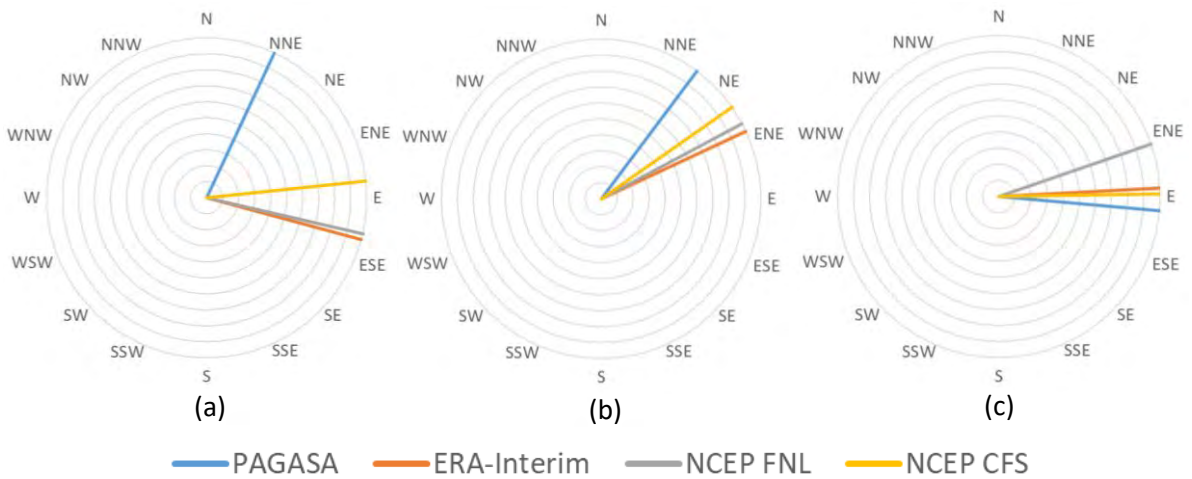 N
NNW NNE
NW NE
WNW ENE
W E
WSW ESE
SW SE
SSW SSE
S
(a)
N
NNW NNE
NW NE
WNW ENE
W E
WSW ESE
SW SE
SSW SSE
S
(b)
N
NNW NNE
NW NE
WNW ENE
W E
WSW ESE
SW SE
SSW SSE
S
(c)
PAGASA ERA-Interim NCEP FNL NCEP CFS